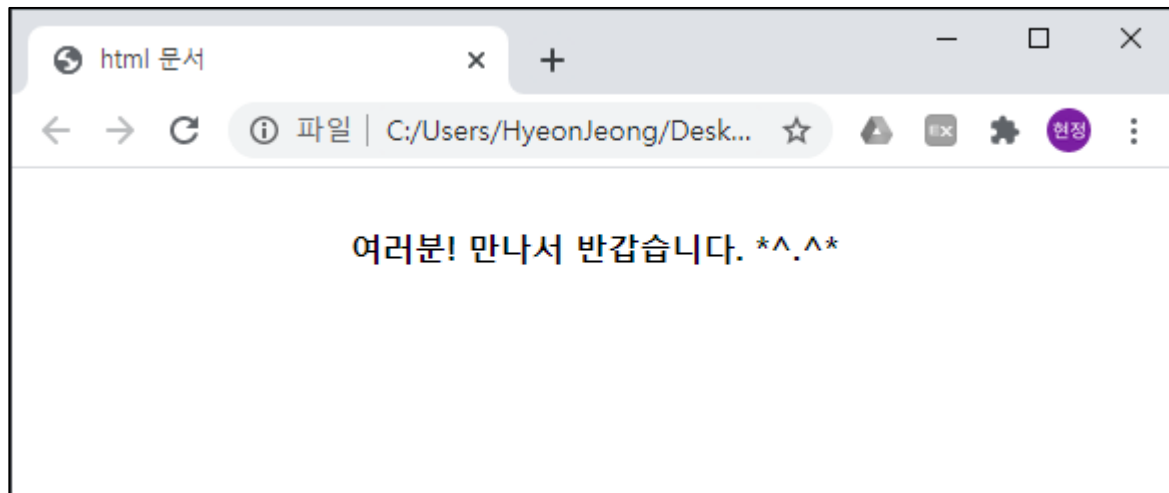 html 문서
파일 | C:/Users/HyeonJeong/Desk...
EX
현정
여러분! 만나서 반갑습니다. *^.^*